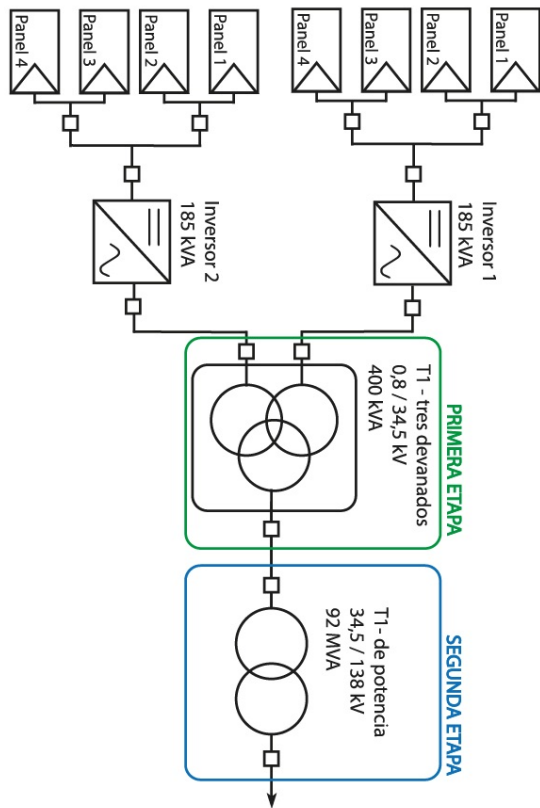 Panel 4
Panel 3
Panel 2
Panel 1
Panel 4
Panel 3
Panel 2
Panel 1
Inversor 2
185 kVA
Inversor 1
185 kVA
PRIMERA ETAPA
T1 - tres devanados
0,8 / 34,5 kV
400 kVA
SEGUNDA ETAPA
T1- de potencia
34,5 / 138 kV
92 MVA